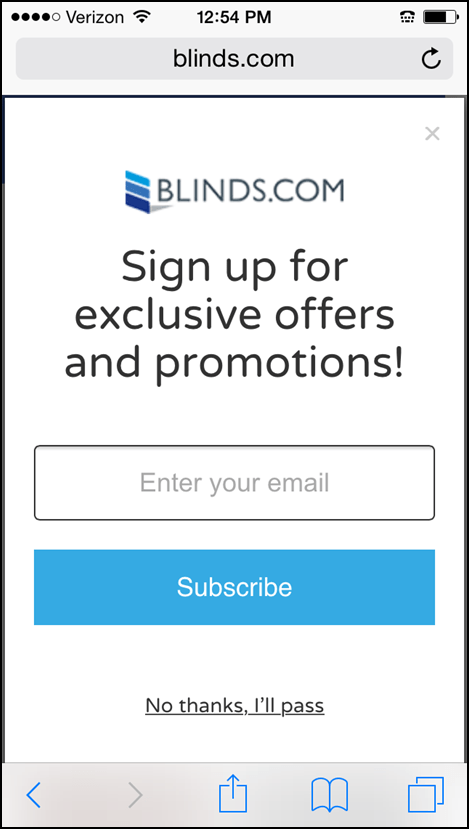 Verizon 12:54 PM
blinds.com
BLINDS.COM
Sign up for
exclusive offers
and promotions!
Enter your email
Subscribe
No thanks, I'll pass